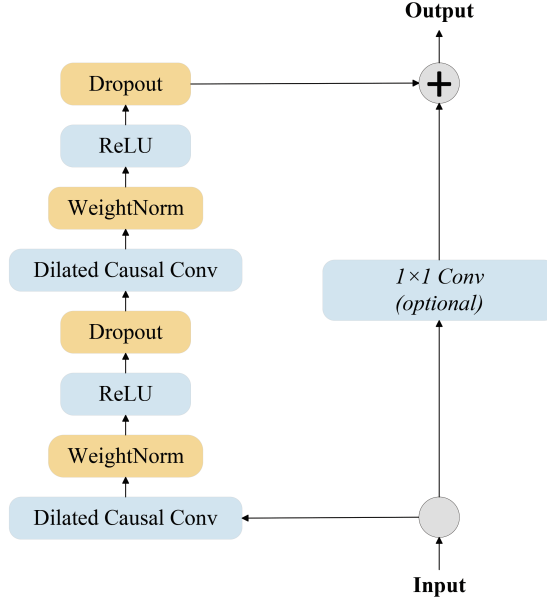 Output
Dropout
+
ReLU
WeightNorm
Dilated Causal Conv
1×1 Conv
(optional)
Dropout
ReLU
WeightNorm
Dilated Causal Conv
Input